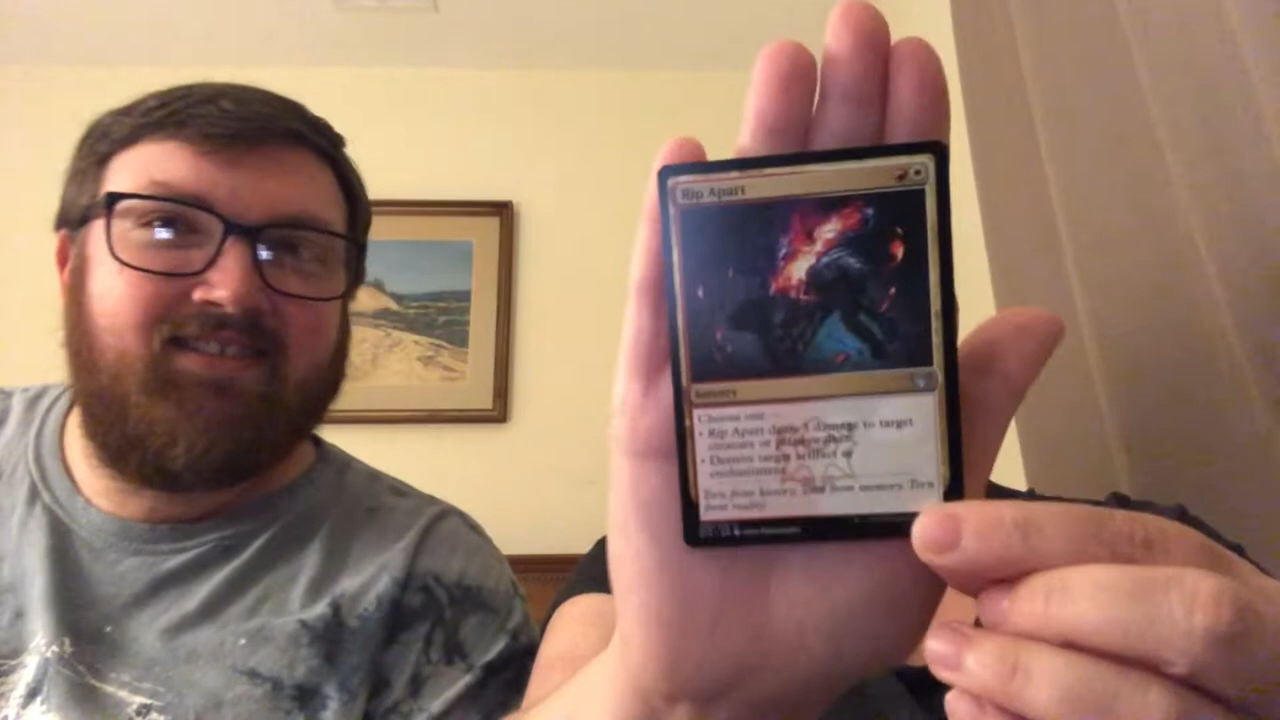 Rip Apart
Sorcery
Choose one —
• Rip Apart deals 3 damage to target
creature or planeswalker.
• Destroy target artifact or
enchantment.
Torn from history. Torn from memory. Torn
from reality.